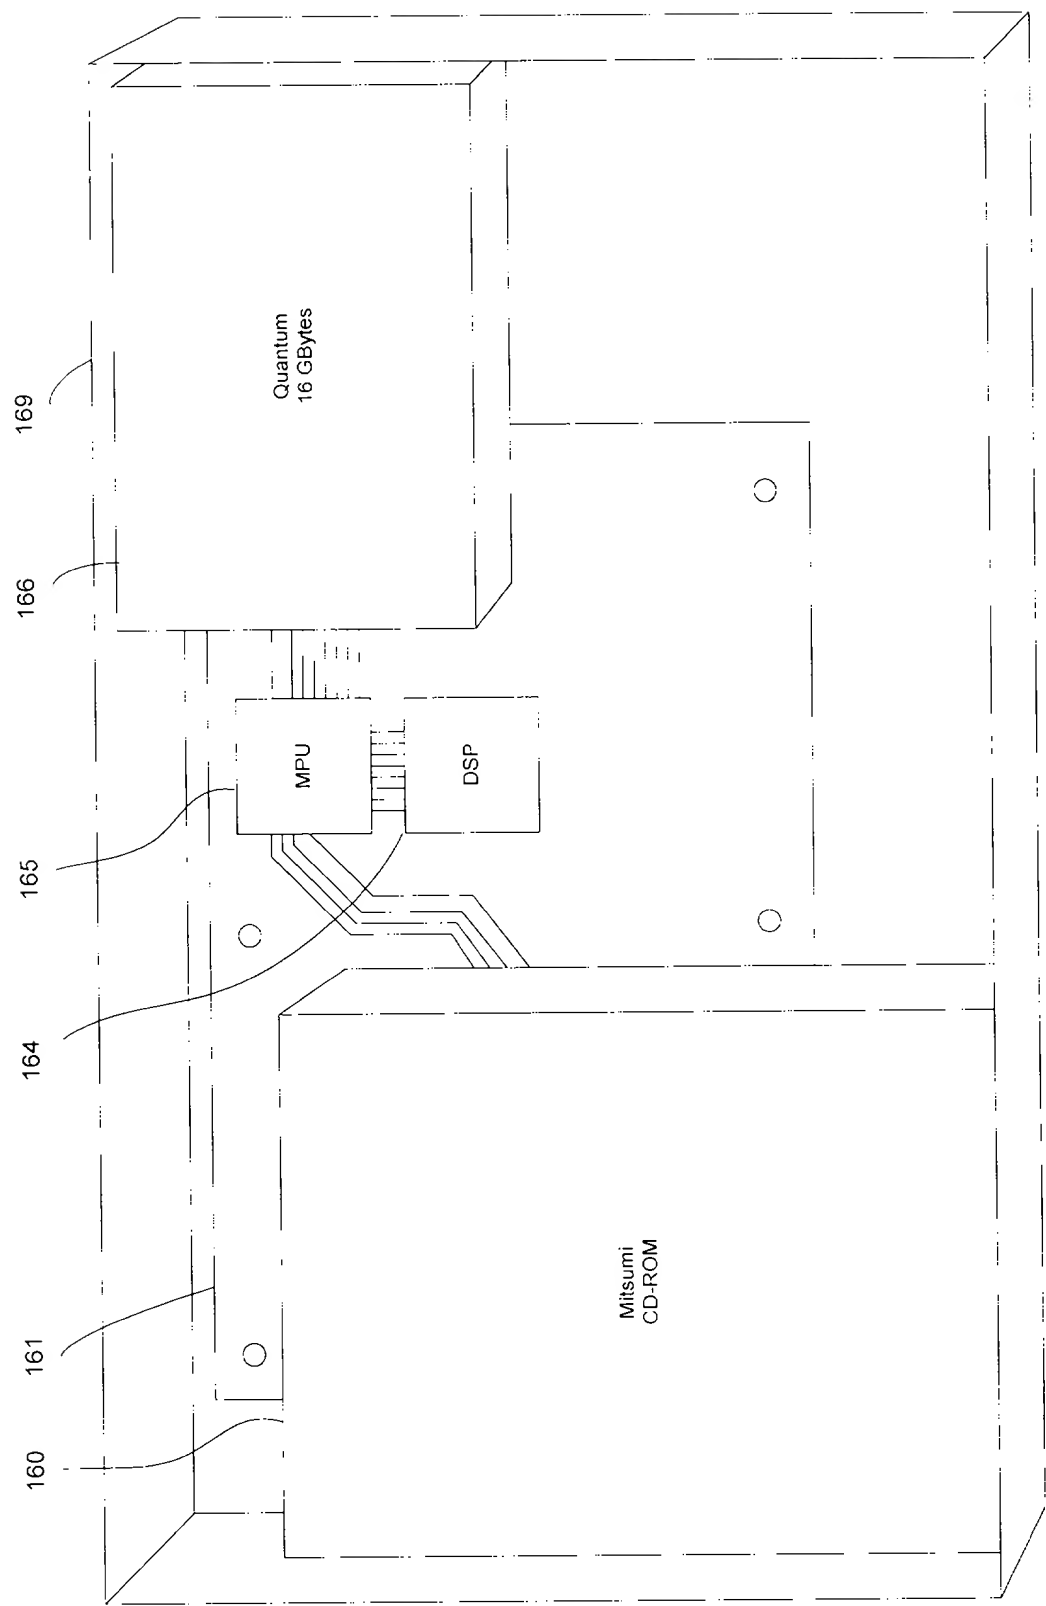 160
161
164
165
166
169
Mitsumi
CD-ROM
MPU
DSP
Quantum
16 GBytes